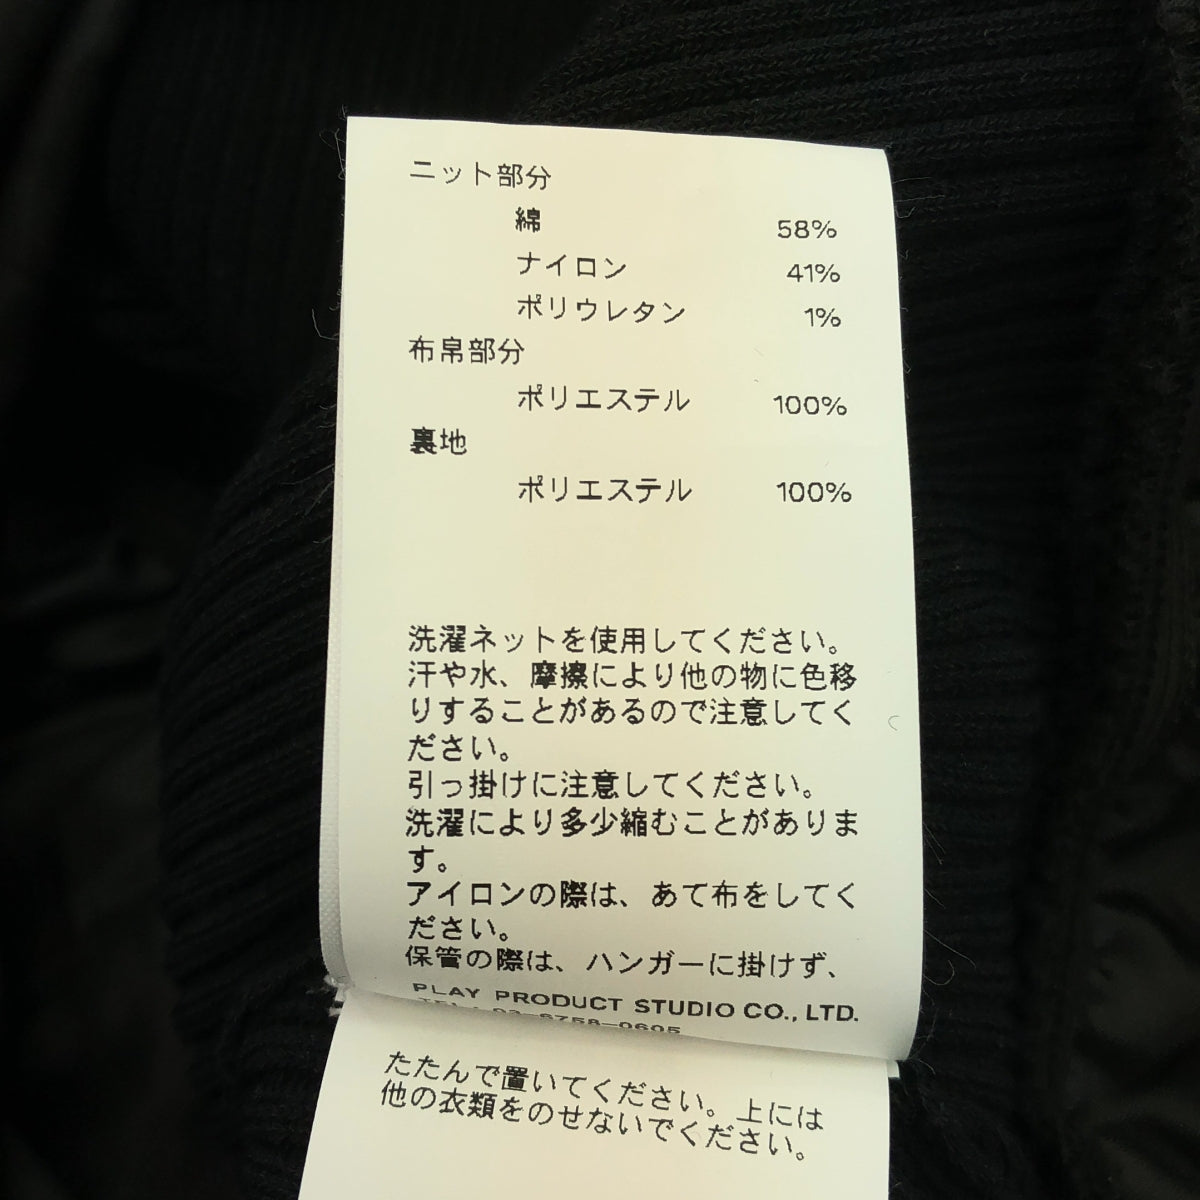 ニット部分
綿 58%
ナイロン 41%
ポリウレタン 1%
布帛部分
ポリエステル 100%
裏地
ポリエステル 100%
洗濯ネットを使用してください。
汗や水、摩擦により他の物に色移
りすることがあるので注意してく
ださい。
引っ掛けに注意してください。
洗濯により多少縮むことがありま
す。
アイロンの際は、あて布をしてく
ださい。
保管の際は、ハンガーに掛けず、
PLAY PRODUCT STUDIO CO., LTD.
TEL : 03-6758-0605
たたんで置いてください。上には
他の衣類をのせないでください。